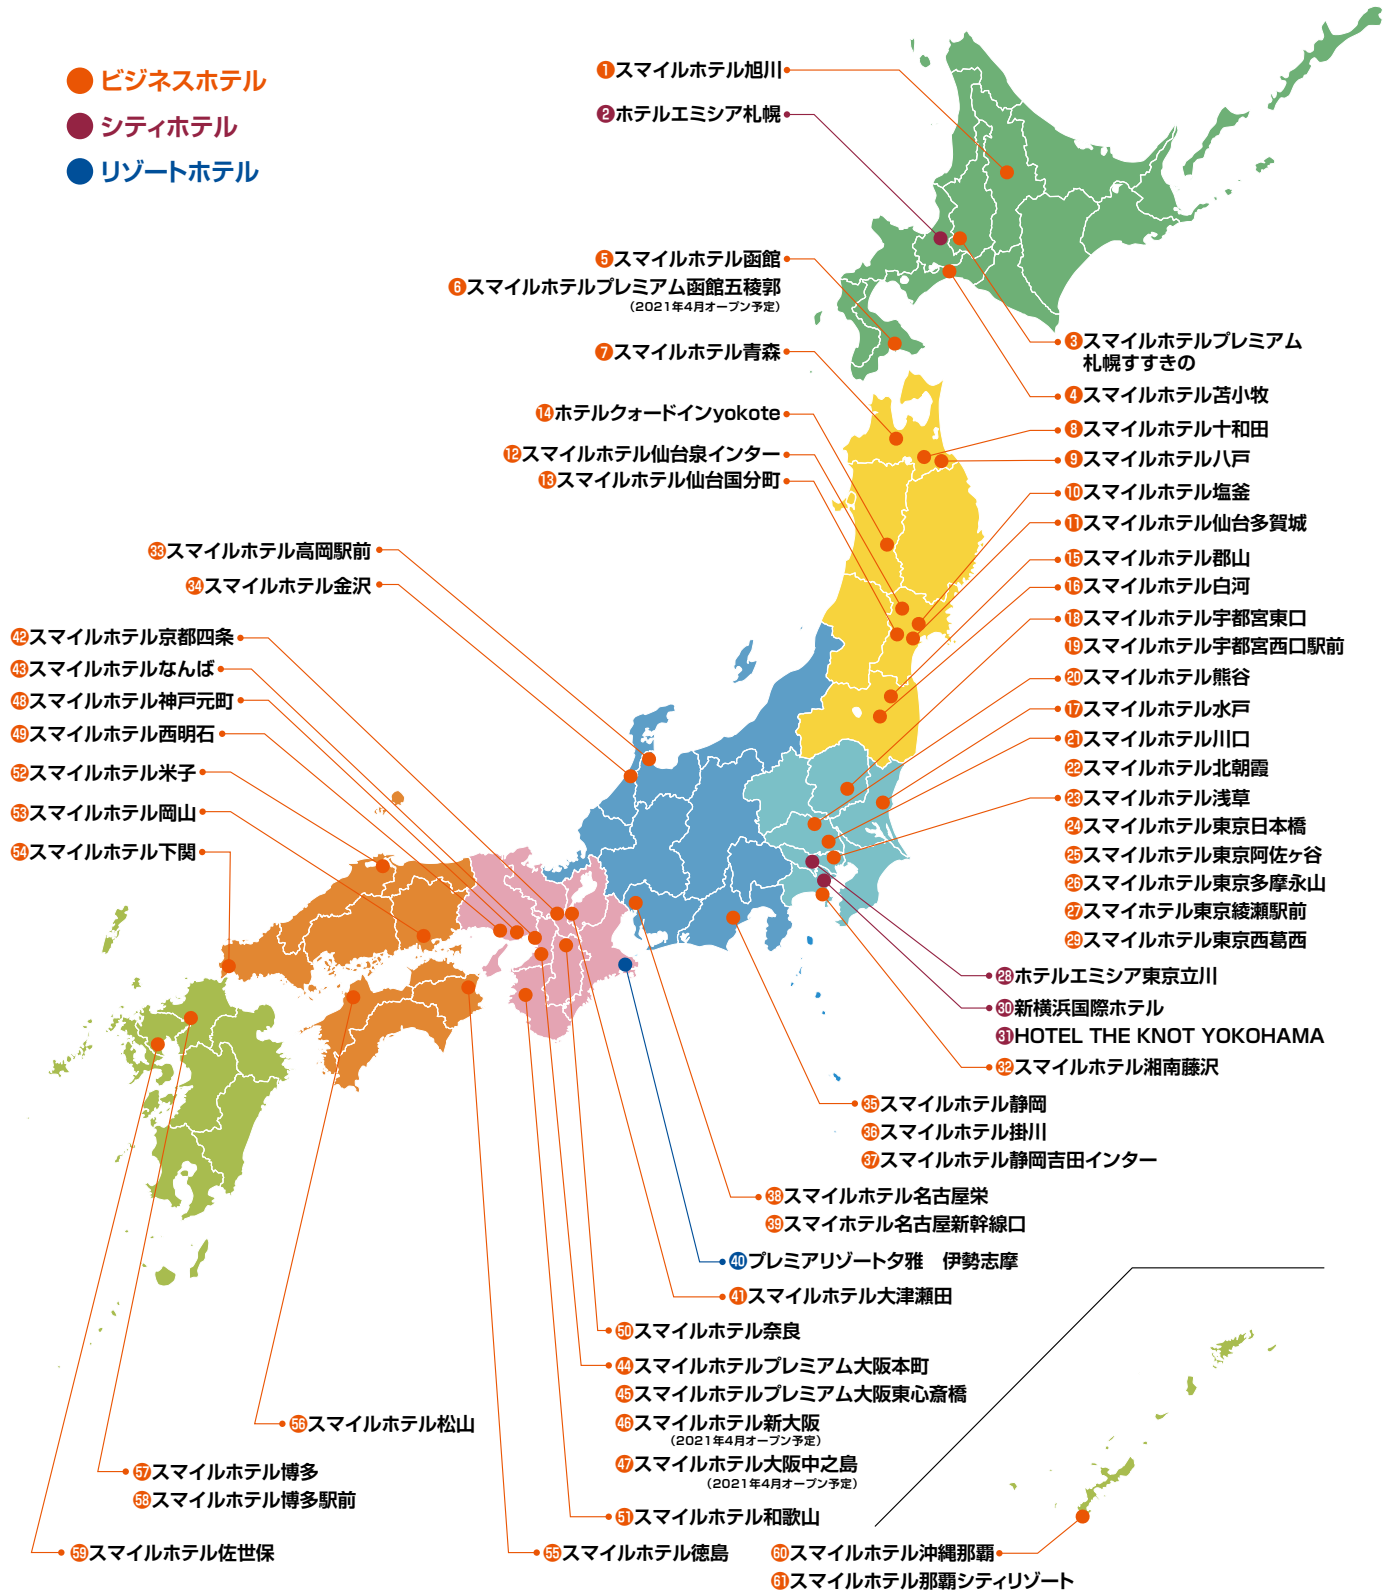 ビジネスホテル
シティホテル
リゾートホテル
1スマイルホテル旭川
2ホテルエミシア札幌
5スマイルホテル函館
6スマイルホテルプレミアム函館五稜郭
(2021年4月オープン予定)
3スマイルホテルプレミアム
札幌すすきの
7スマイルホテル青森
4スマイルホテル苫小牧
14ホテルクォードインyokote
8スマイルホテル十和田
12スマイルホテル仙台泉インター
9スマイルホテル八戸
13スマイルホテル仙台国分町
10スマイルホテル塩釜
11スマイルホテル仙台多賀城
33スマイルホテル高岡駅前
15スマイルホテル郡山
34スマイルホテル金沢
16スマイルホテル白河
18スマイルホテル宇都宮東口
42スマイルホテル京都四条
19スマイルホテル宇都宮西口駅前
43スマイルホテルなんば
20スマイルホテル熊谷
48スマイルホテル神戸元町
17スマイルホテル水戸
49スマイルホテル西明石
21スマイルホテル川口
52スマイルホテル米子
22スマイルホテル北朝霞
23スマイルホテル浅草
53スマイルホテル岡山
24スマイルホテル東京日本橋
54スマイルホテル下関
25スマイルホテル東京阿佐ヶ谷
26スマイルホテル東京多摩永山
27スマイホテル東京綾瀬駅前
29スマイルホテル東京西葛西
28ホテルエミシア東京立川
30新横浜国際ホテル
31HOTEL THE KNOT YOKOHAMA
32スマイルホテル湘南藤沢
35スマイルホテル静岡
36スマイルホテル掛川
37スマイルホテル静岡吉田インター
38スマイルホテル名古屋栄
39スマイホテル名古屋新幹線口
40プレミアリゾート夕雅 伊勢志摩
41スマイルホテル大津瀬田
50スマイルホテル奈良
44スマイルホテルプレミアム大阪本町
45スマイルホテルプレミアム大阪東心斎橋
46スマイルホテル新大阪
(2021年4月オープン予定)
47スマイルホテル大阪中之島
(2021年4月オープン予定)
56スマイルホテル松山
57スマイルホテル博多
58スマイルホテル博多駅前
51スマイルホテル和歌山
59スマイルホテル佐世保
55スマイルホテル徳島
60スマイルホテル沖縄那覇
61スマイルホテル那覇シティリゾート